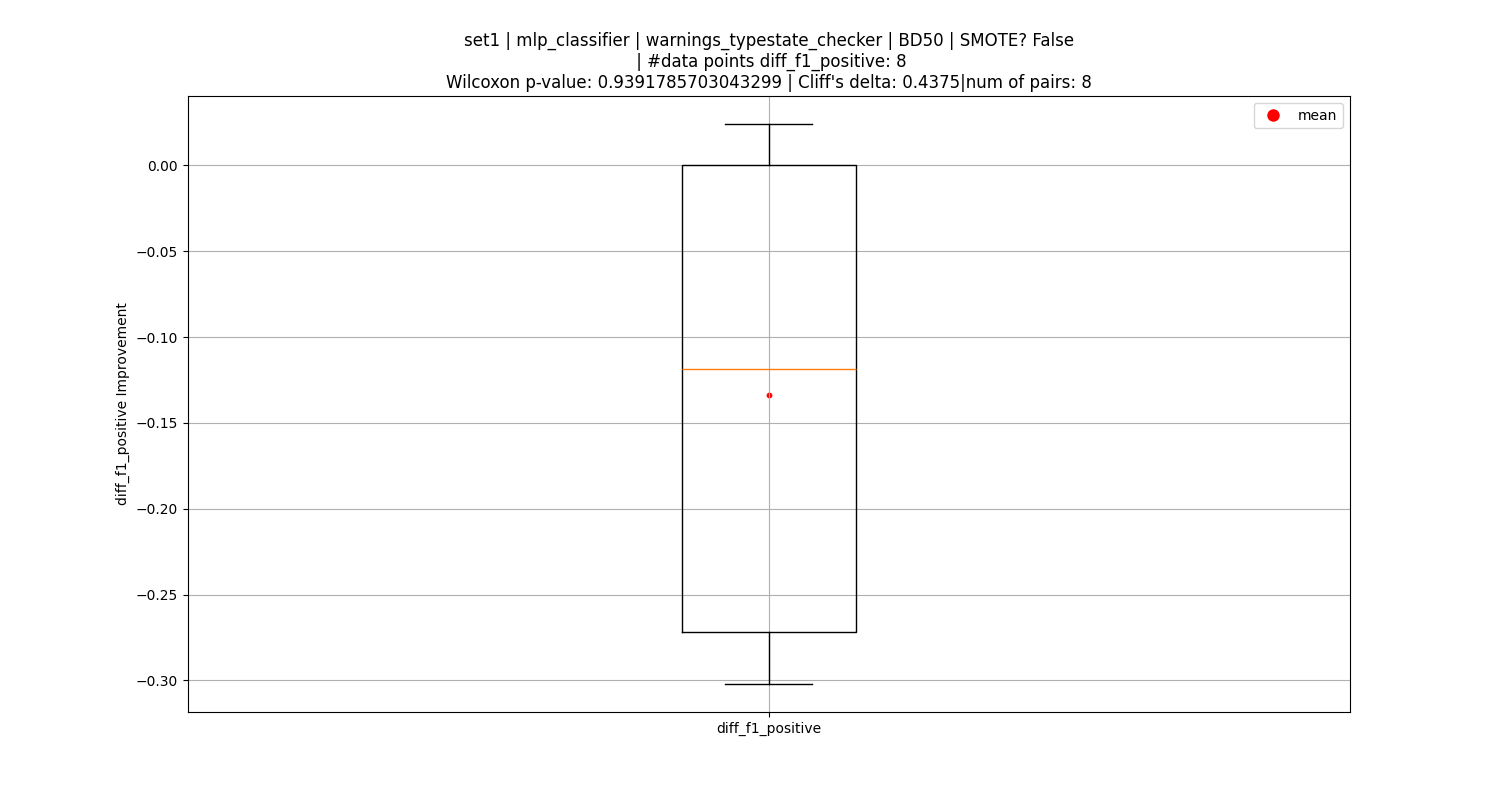 set1 | mlp_classifier | warnings_typestate_checker | BD50 | SMOTE? False
| #data points diff_f1_positive: 8
Wilcoxon p-value: 0.9391785703043299 | Cliff's delta: 0.4375|num of pairs: 8
mean
0.00
−0.05
−0.10
−0.15
−0.20
−0.25
−0.30
diff_f1_positive Improvement
diff_f1_positive